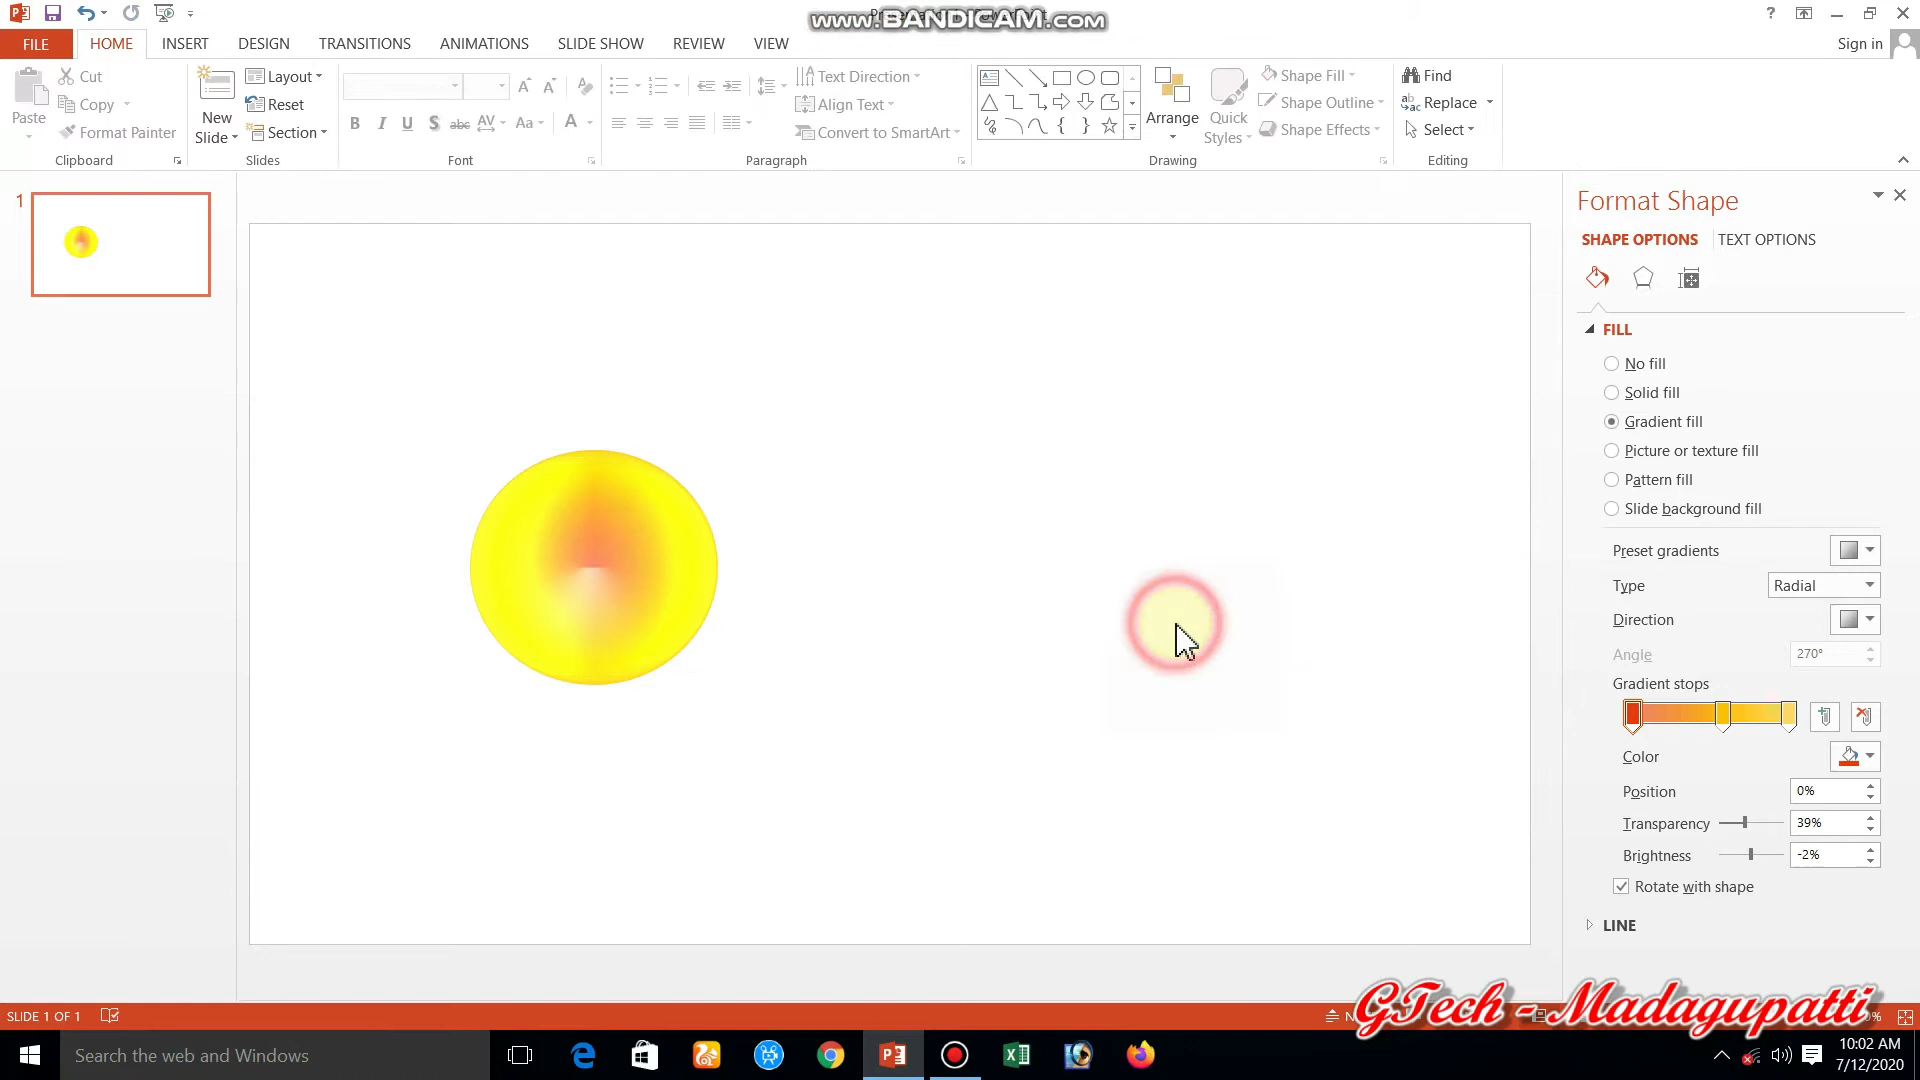 www.BANDICAM.com
Sign in
FILE
HOME
INSERT
DESIGN
TRANSITIONS
ANIMATIONS
SLIDE SHOW
REVIEW
VIEW
Paste
Cut
Copy
Format Painter
Clipboard
New
Slide
Layout
Reset
Section
Slides
Font
Text Direction
Align Text
Convert to SmartArt
Paragraph
Arrange
Quick
Styles
Shape Fill
Shape Outline
Shape Effects
Drawing
Find
Replace
Select
Editing
1
Format Shape
SHAPE OPTIONS
TEXT OPTIONS
FILL
No fill
Solid fill
Gradient fill
Picture or texture fill
Pattern fill
Slide background fill
Preset gradients
Type Radial
Direction
Angle 270°
Gradient stops
Color
Position 0%
Transparency 39%
Brightness -2%
Rotate with shape
LINE
GTech - Madagupatti
SLIDE 1 OF 1
Search the web and Windows
10:02 AM
7/12/2020